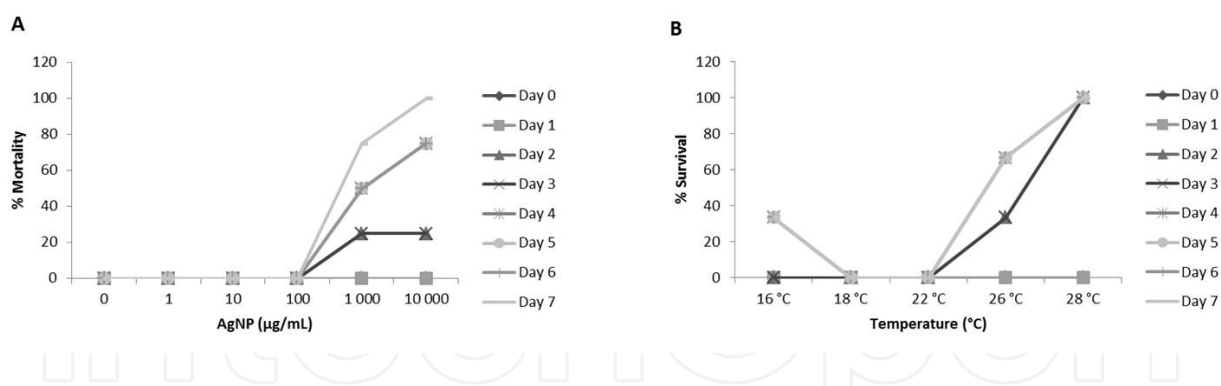 A
120
100
80
60
40
20
0
% Mortality
0 1 10 100 1 000 10 000
AgNP (µg/mL)
Day 0
Day 1
Day 2
Day 3
Day 4
Day 5
Day 6
Day 7
B
120
100
80
60
40
20
0
% Survival
16 °C 18 °C 22 °C 26 °C 28 °C
Temperature (°C)
Day 0
Day 1
Day 2
Day 3
Day 4
Day 5
Day 6
Day 7